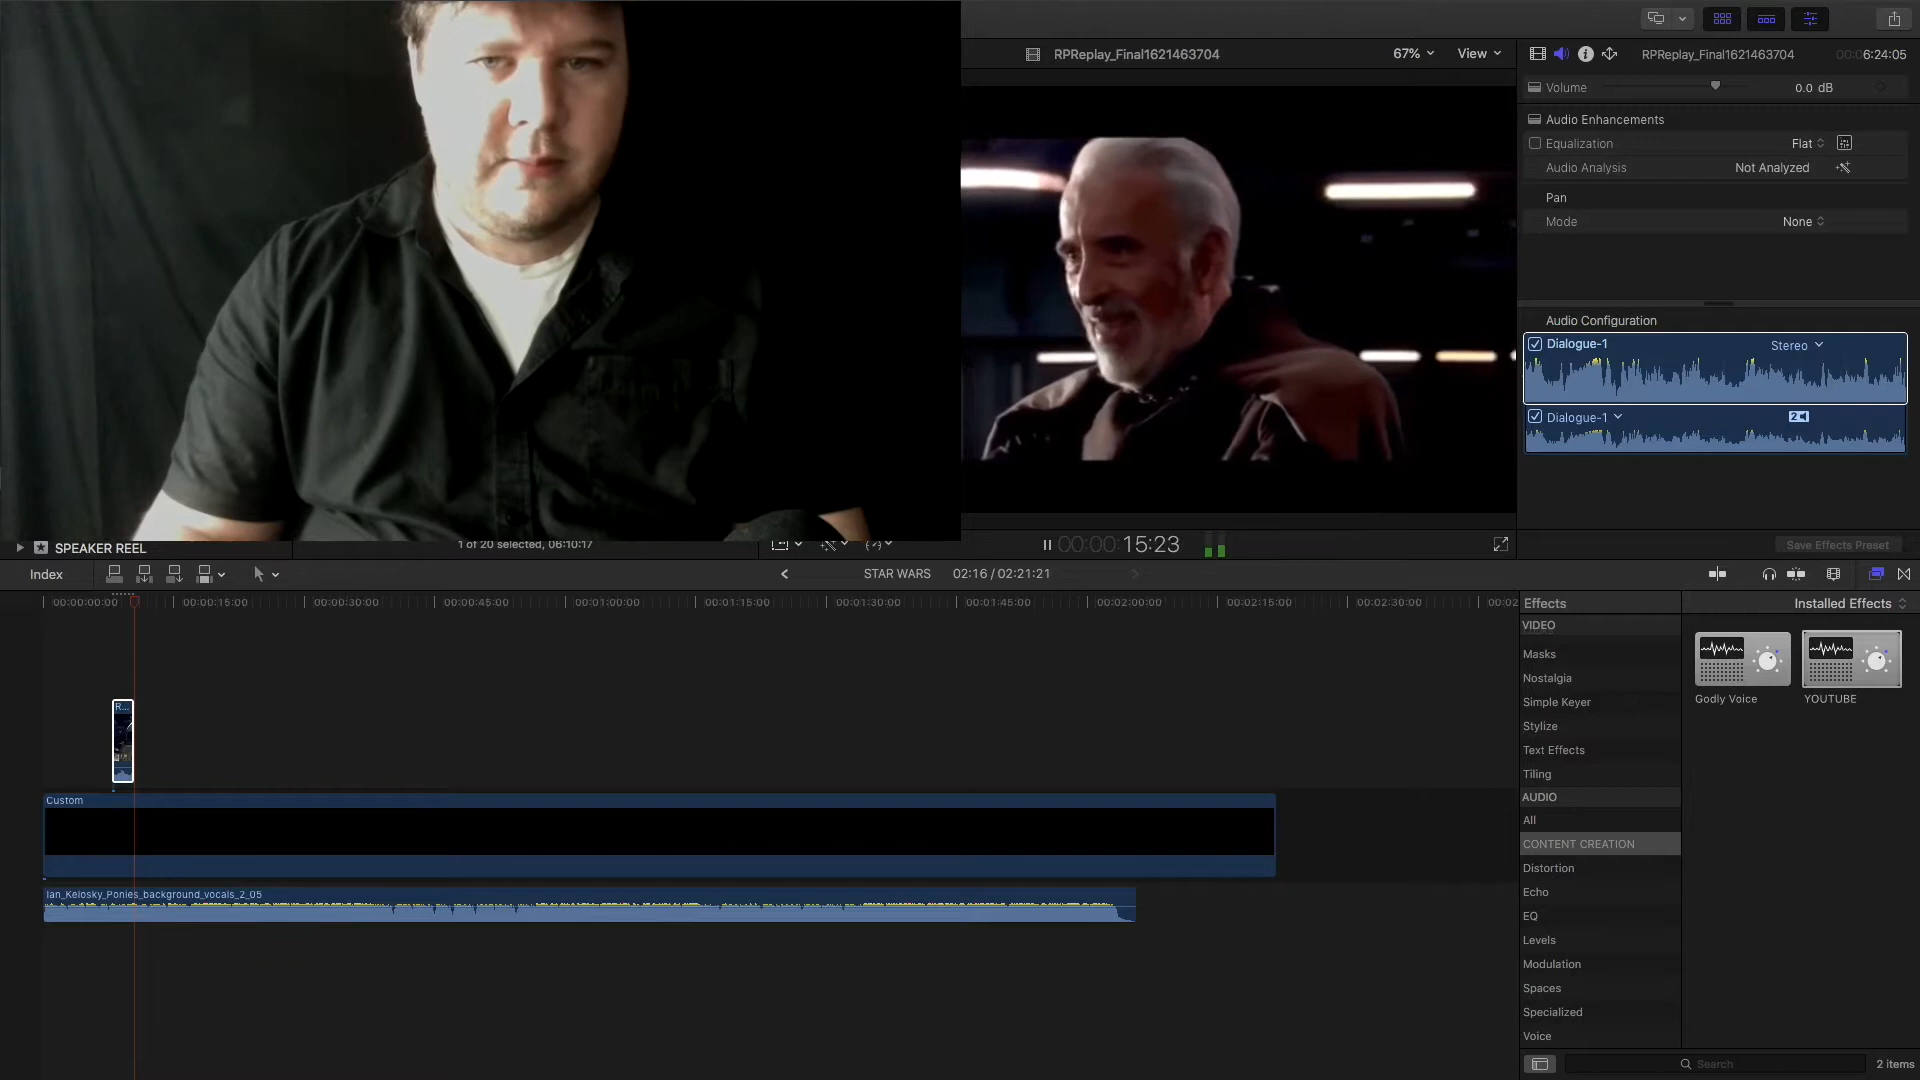 RPReplay_Final1621463704
67%
View
RPReplay_Final1621463704
00:06:24:05
Volume
0.0 dB
Audio Enhancements
Equalization
Flat
Audio Analysis
Not Analyzed
Pan
Mode
None
Audio Configuration
Dialogue-1
Stereo
Dialogue-1
2
SPEAKER REEL
1 of 20 selected, 06:10:17
00:00:15:23
Save Effects Preset
Index
STAR WARS
02:16 / 02:21:21
00:00:00:00
00:00:15:00
00:00:30:00
00:00:45:00
00:01:00:00
00:01:15:00
00:01:30:00
00:01:45:00
00:02:00:00
00:02:15:00
00:02:30:00
00:02
Effects
Installed Effects
VIDEO
Masks
Nostalgia
Simple Keyer
Stylize
Text Effects
Tiling
AUDIO
All
CONTENT CREATION
Distortion
Echo
EQ
Levels
Modulation
Spaces
Specialized
Voice
Godly Voice
YOUTUBE
R...
Custom
Ian_Kelosky_Ponies_background_vocals_2_05
Search
2 items